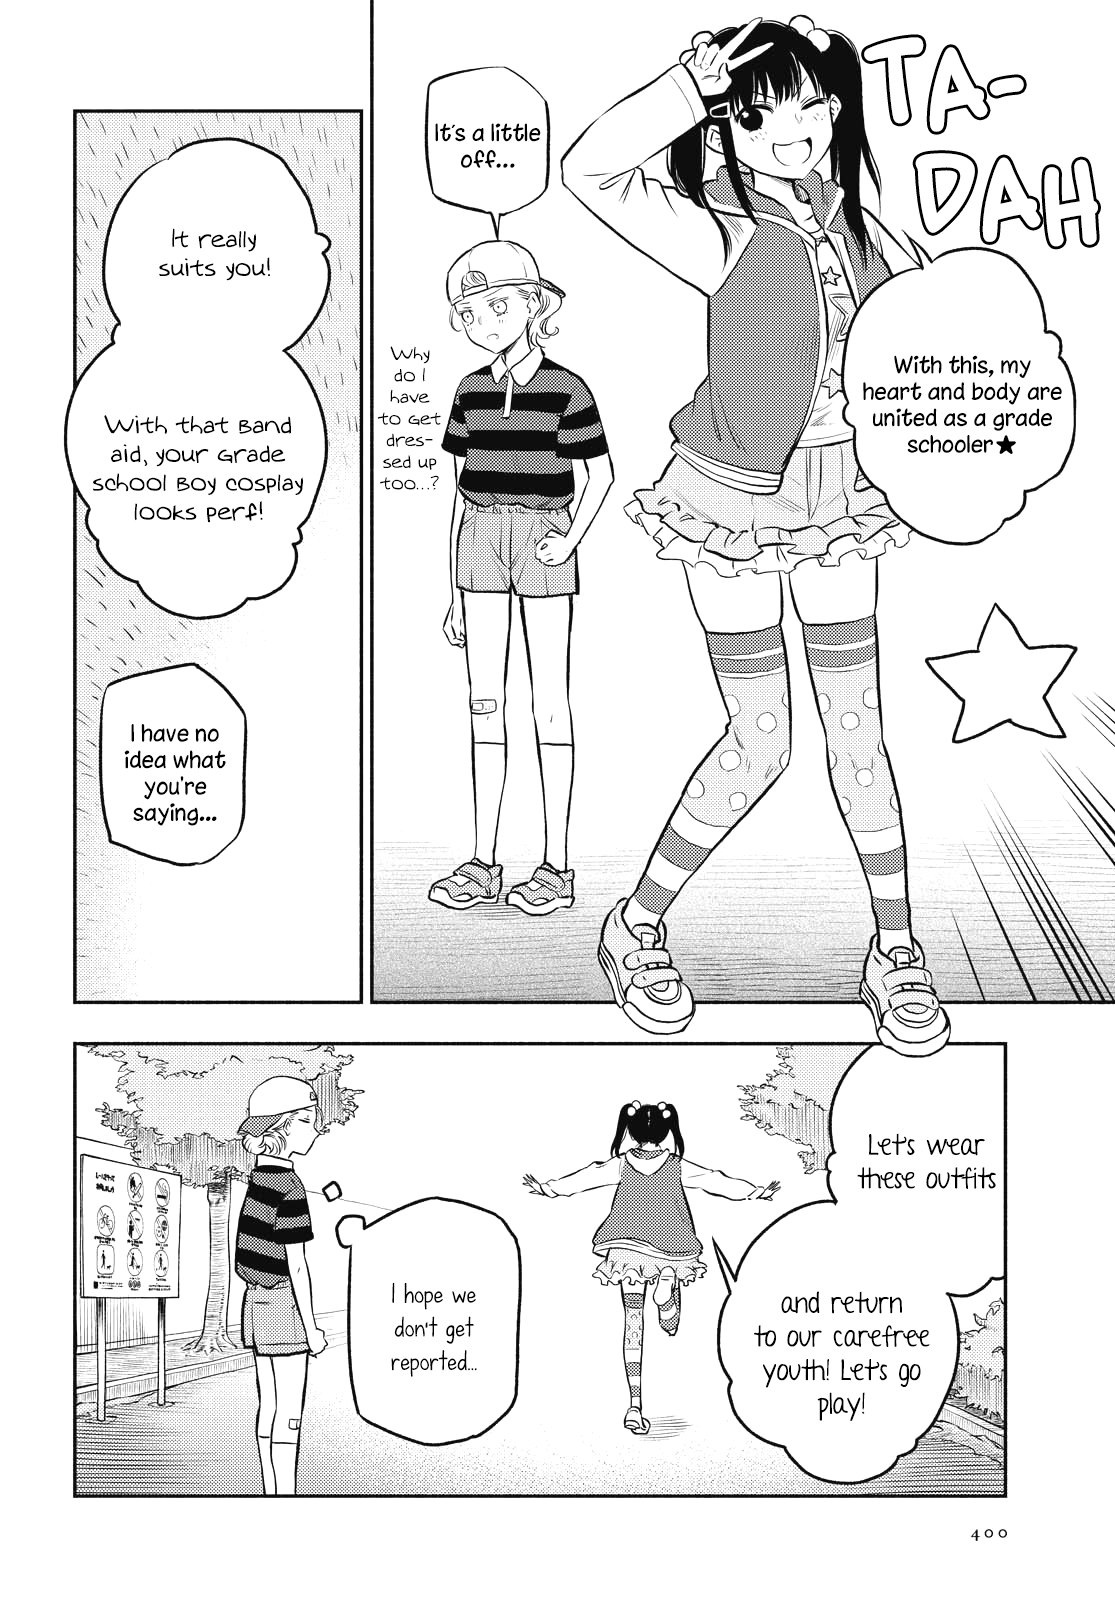 TA-
DAH
With this, my
heart and body are
united as a grade
schooler★
It's a little
off...
Why
do I
have
to get
dres-
sed up
too...?
It really
suits you!
With that Band
aid, your grade
school boy cosplay
looks perf!
I have no
idea what
you're
saying...
Let's wear
these outfits
and return
to our carefree
youth! Let's go
play!
I hope we
don't get
reported...
400